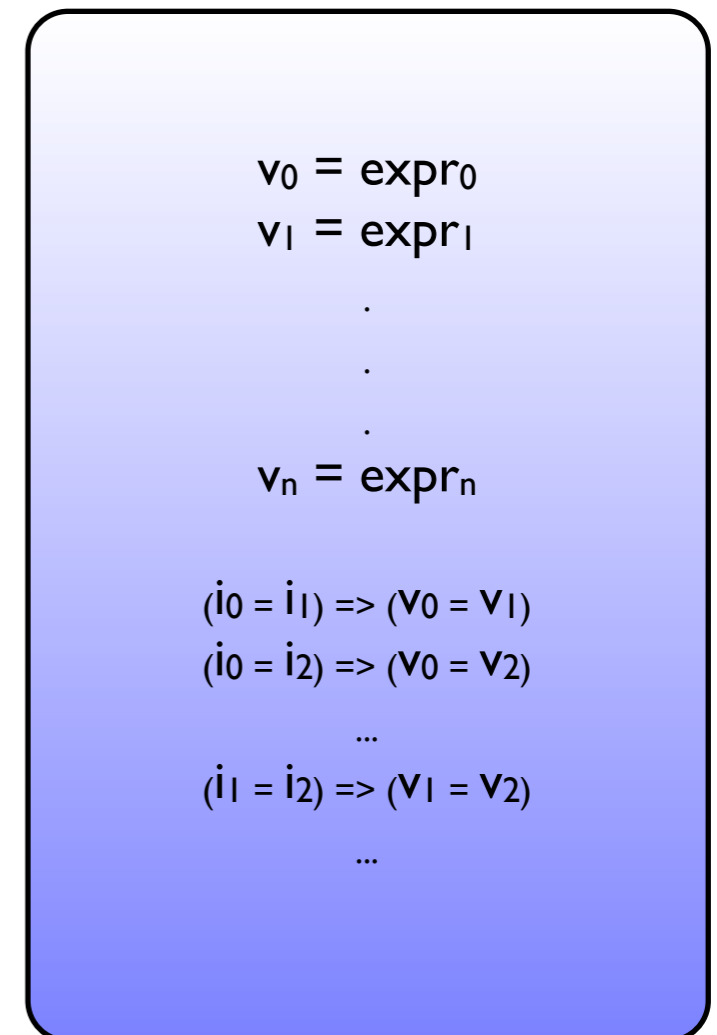 v₀ = expr₀
v₁ = expr₁
.
.
.
vₙ = exprₙ
(i₀ = i₁) => (v₀ = v₁)
(i₀ = i₂) => (v₀ = v₂)
...
(i₁ = i₂) => (v₁ = v₂)
...